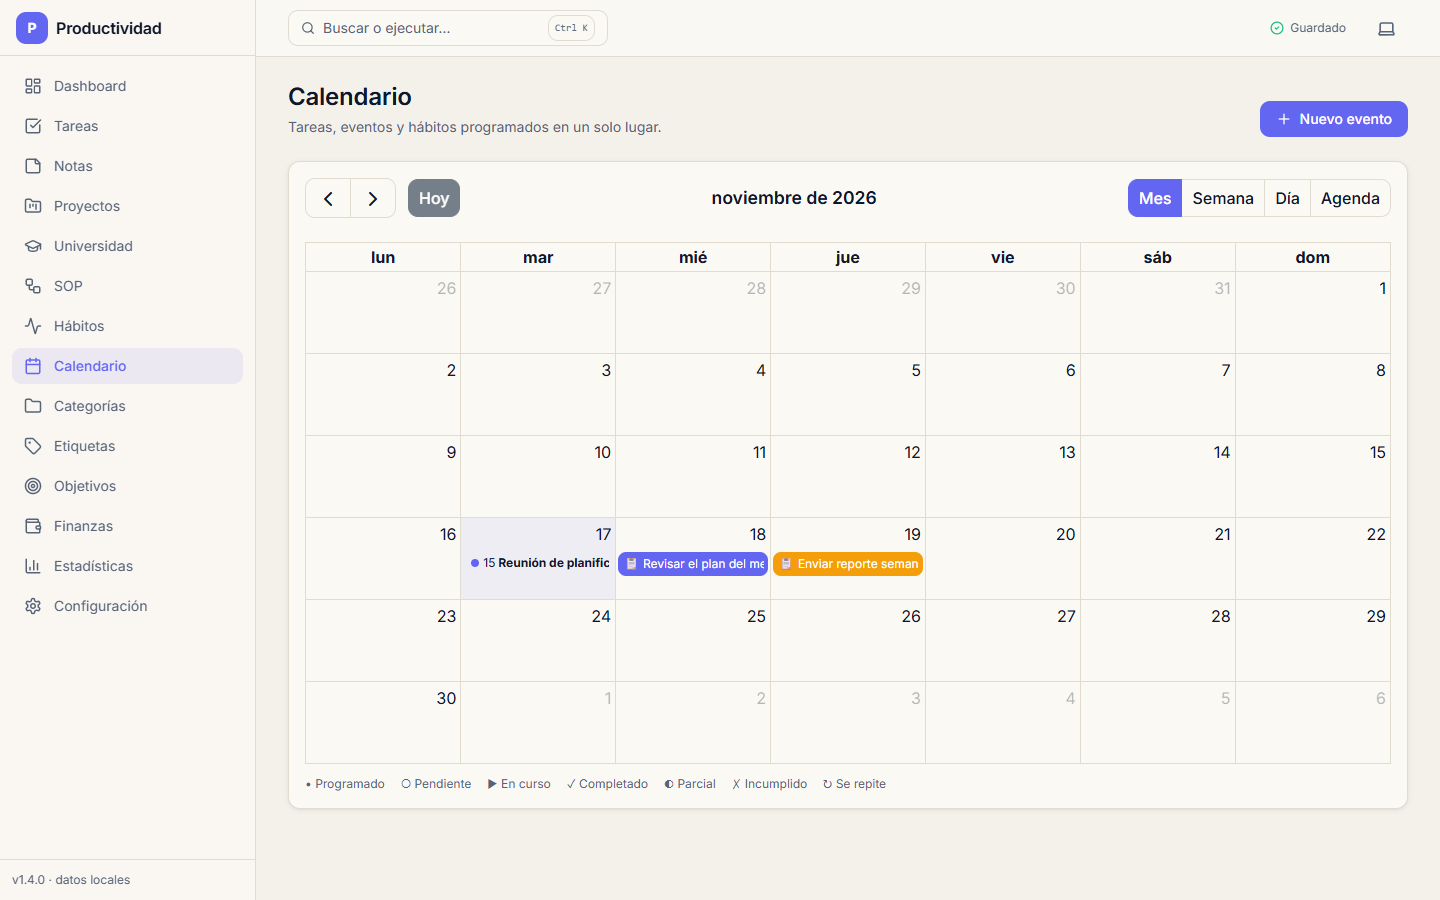 P Productividad
Buscar o ejecutar... Ctrl K
Guardado
Dashboard
Tareas
Notas
Proyectos
Universidad
SOP
Hábitos
Calendario
Categorías
Etiquetas
Objetivos
Finanzas
Estadísticas
Configuración
v1.4.0 · datos locales
Calendario
Tareas, eventos y hábitos programados en un solo lugar.
+ Nuevo evento
Hoy
noviembre de 2026
Mes Semana Día Agenda
lun mar mié jue vie sáb dom
26 27 28 29 30 31 1
2 3 4 5 6 7 8
9 10 11 12 13 14 15
16 17 18 19 20 21 22
15 Reunión de planific
Revisar el plan del me
Enviar reporte seman
23 24 25 26 27 28 29
30 1 2 3 4 5 6
• Programado ○ Pendiente ▶ En curso ✓ Completado ◐ Parcial ✗ Incumplido ↻ Se repite